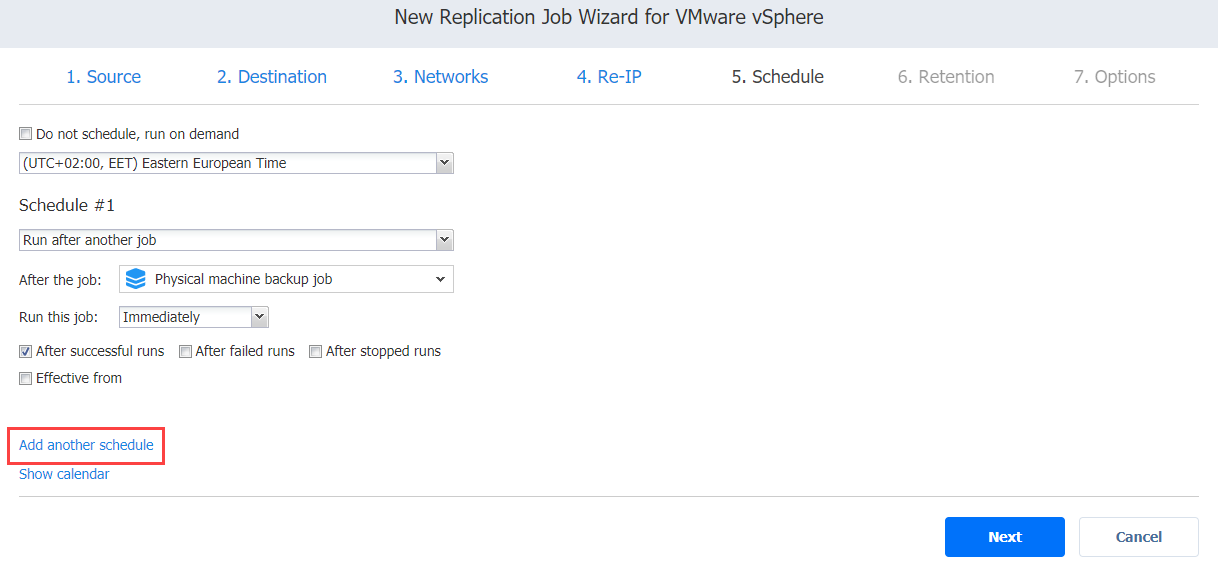 New Replication Job Wizard for VMware vSphere
1. Source 2. Destination 3. Networks 4. Re-IP 5. Schedule 6. Retention 7. Options
Do not schedule, run on demand
(UTC+02:00, EET) Eastern European Time
Schedule #1
Run after another job
After the job: Physical machine backup job
Run this job: Immediately
After successful runs After failed runs After stopped runs
Effective from
Add another schedule
Show calendar
Next Cancel